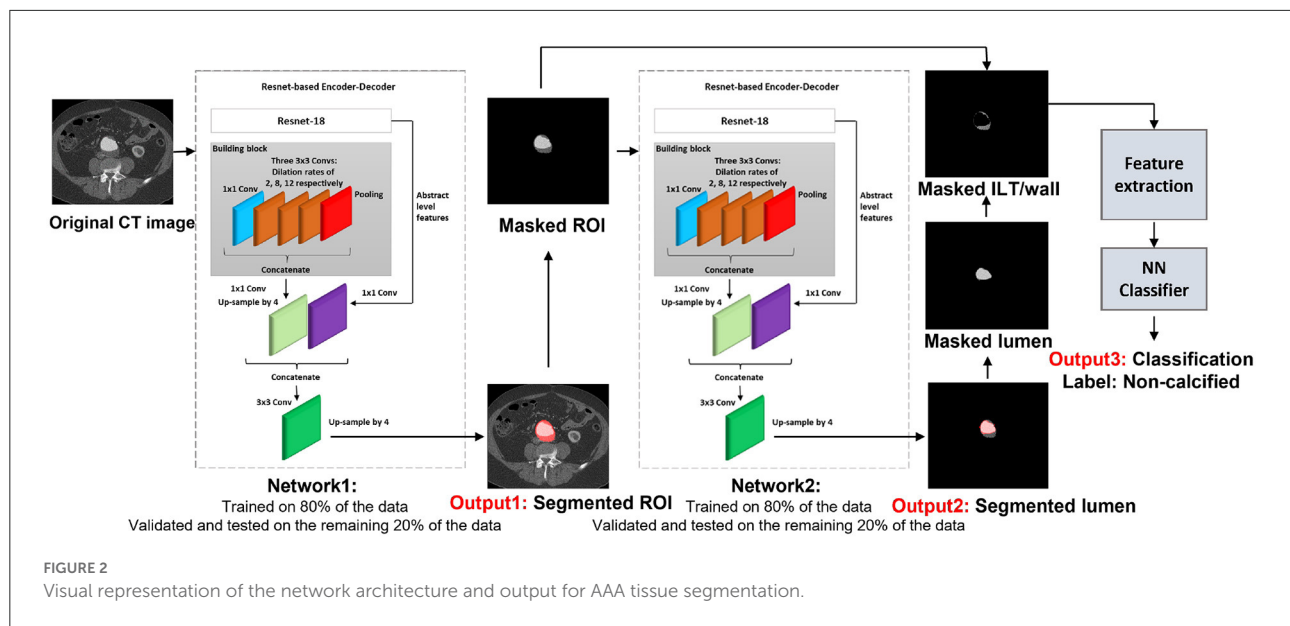 Original CT image
Resnet-based Encoder-Decoder
Resnet-18
Building block
Three 3x3 Convs:
Dilation rates of
2, 8, 12 respectively
1x1 Conv
Pooling
Abstract
level
features
Concatenate
1x1 Conv
Up-sample by 4
1x1 Conv
Concatenate
3x3 Conv
Up-sample by 4
Network1:
Trained on 80% of the data
Validated and tested on the remaining 20% of the data
Masked ROI
Output1: Segmented ROI
Resnet-based Encoder-Decoder
Resnet-18
Building block
Three 3x3 Convs:
Dilation rates of
2, 8, 12 respectively
1x1 Conv
Pooling
Abstract
level
features
Concatenate
1x1 Conv
Up-sample by 4
1x1 Conv
Concatenate
3x3 Conv
Up-sample by 4
Network2:
Trained on 80% of the data
Validated and tested on the remaining 20% of the data
Masked ILT/wall
Masked lumen
Output2: Segmented lumen
Feature
extraction
NN
Classifier
Output3: Classification
Label: Non-calcified
FIGURE 2
Visual representation of the network architecture and output for AAA tissue segmentation.